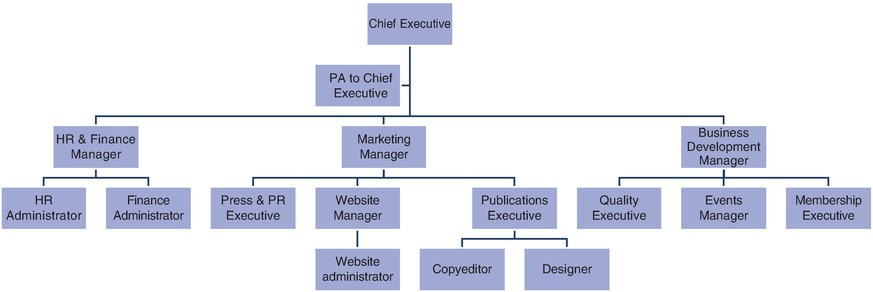 Chief Executive
PA to Chief
Executive
HR & Finance
Manager
Marketing
Manager
Business
Development
Manager
HR
Administrator
Finance
Administrator
Press & PR
Executive
Website
Manager
Publications
Executive
Quality
Executive
Events
Manager
Membership
Executive
Website
administrator
Copyeditor
Designer